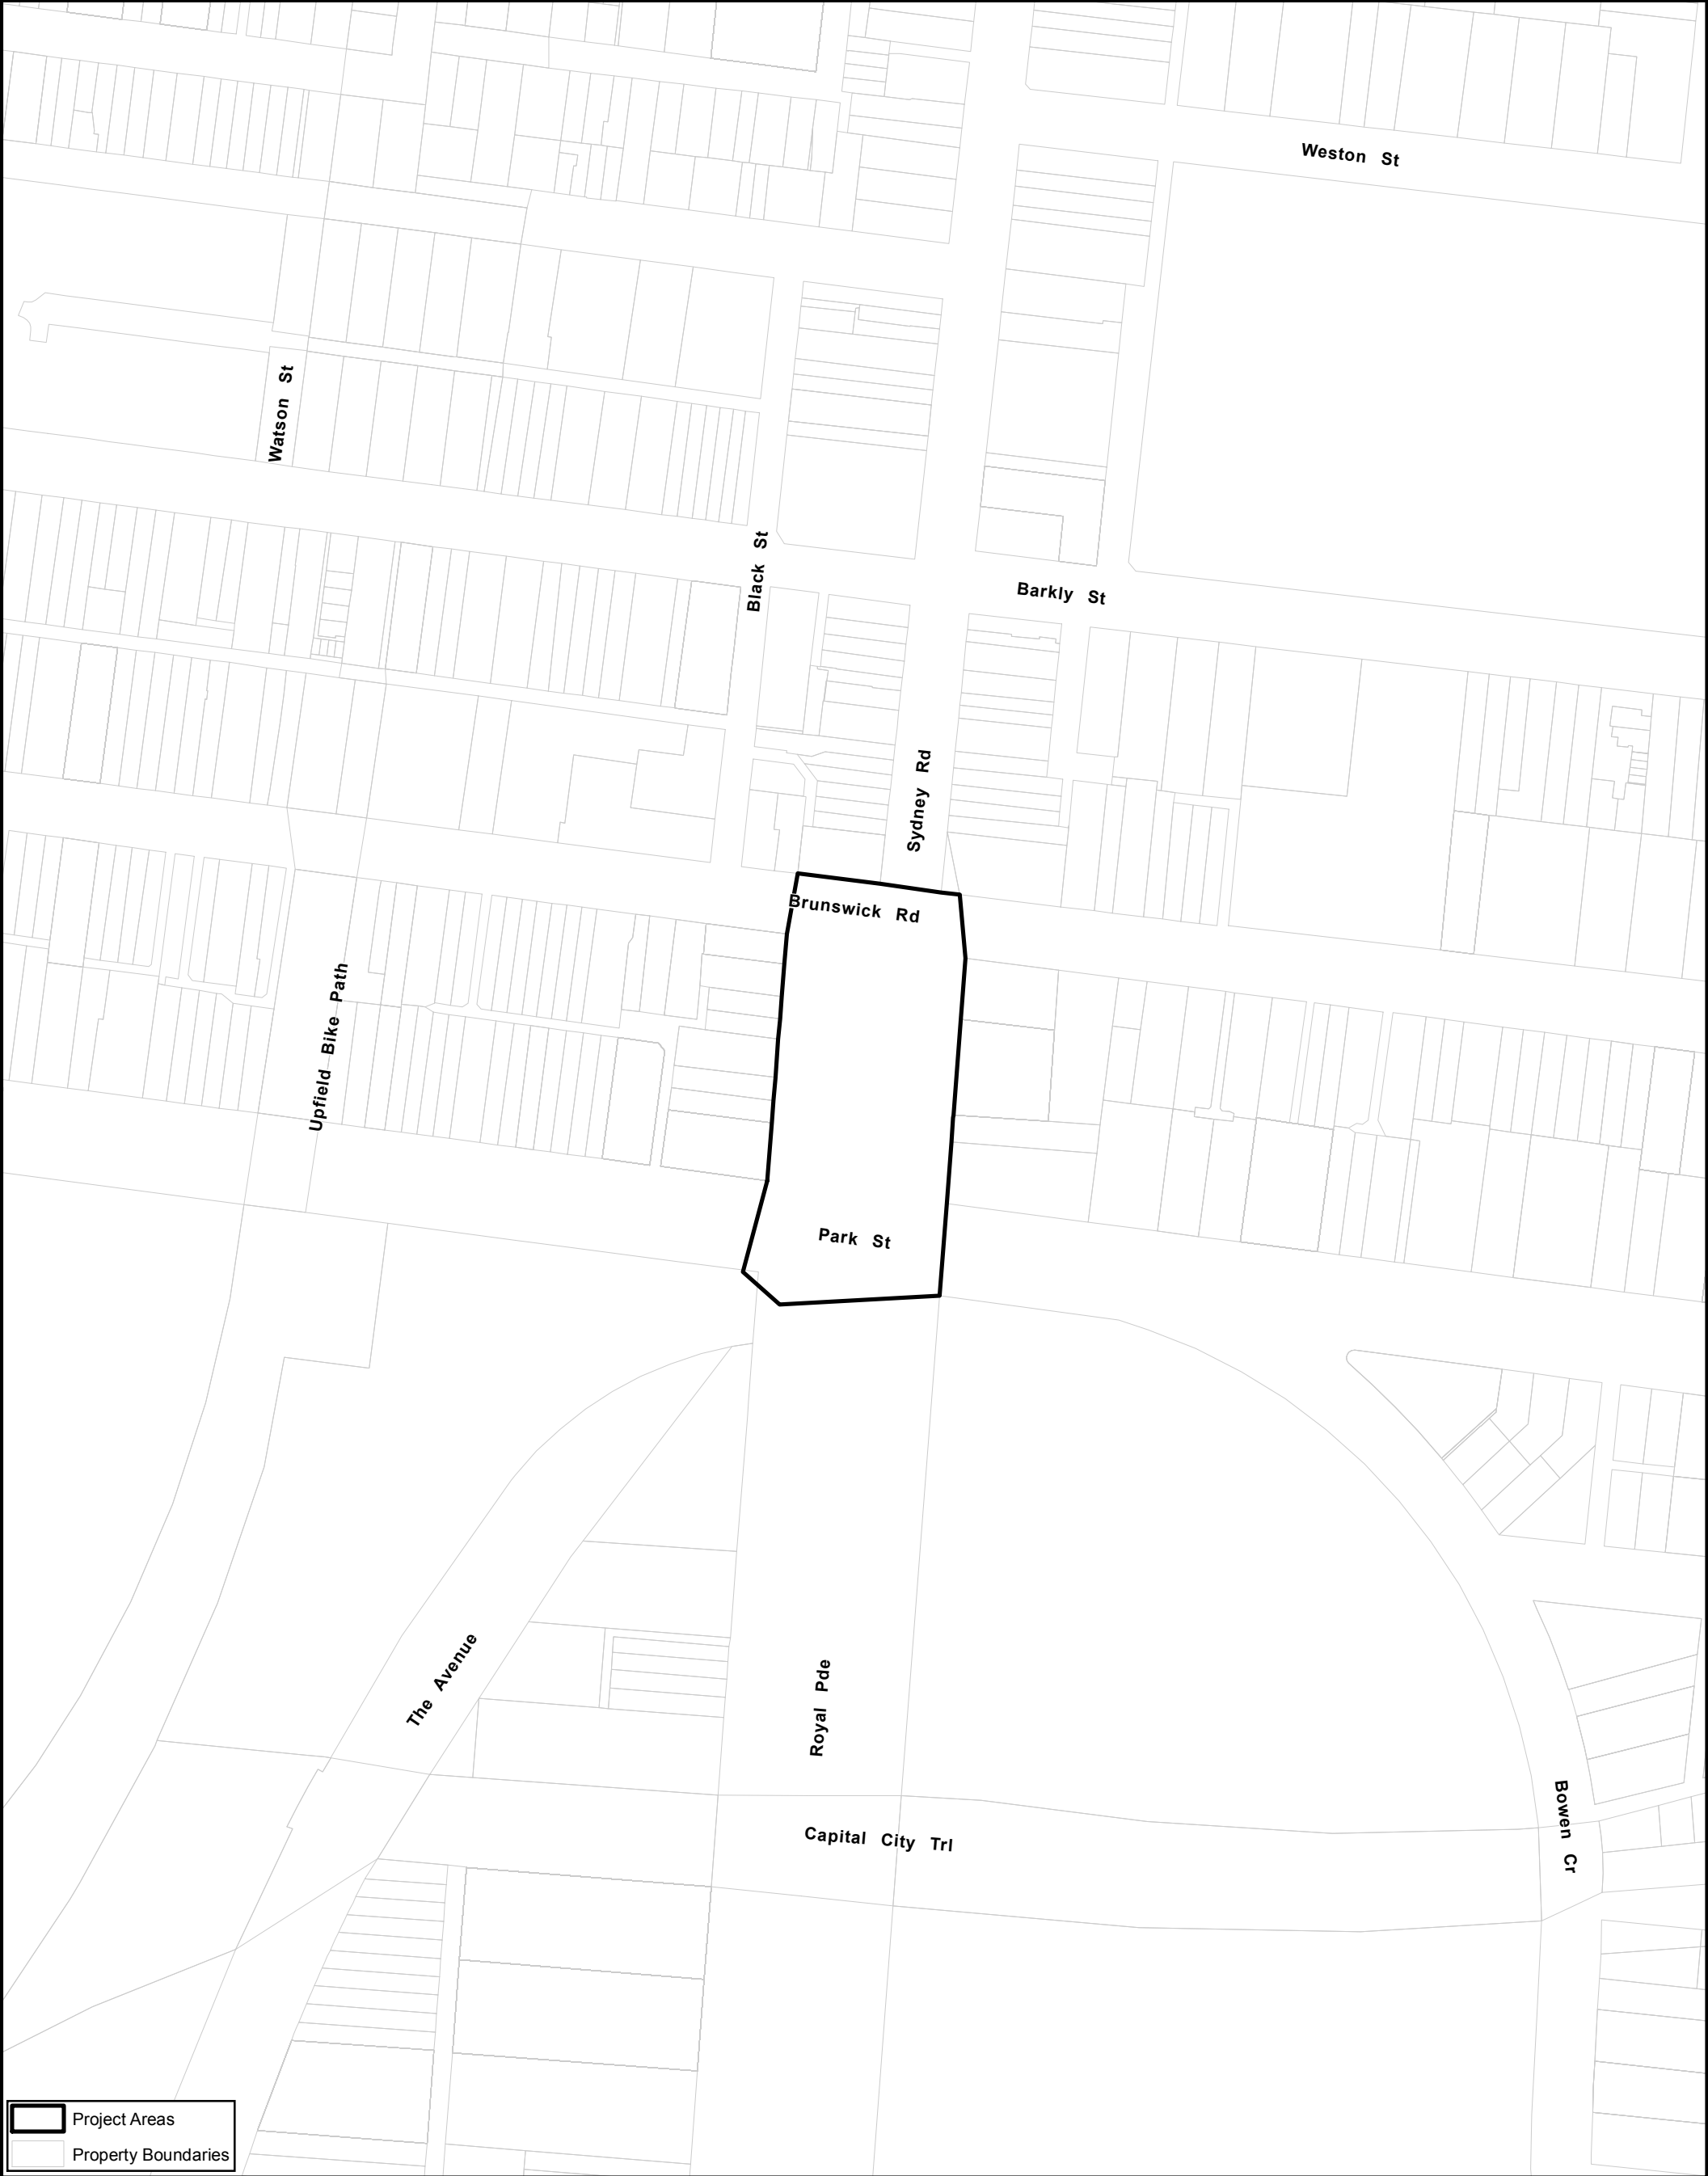 Weston St
Watson St
Black St
Barkly St
Sydney Rd
Brunswick Rd
Upfield Bike Path
Park St
The Avenue
Royal Pde
Bowen Cr
Capital City Trl
Project Areas
Property Boundaries